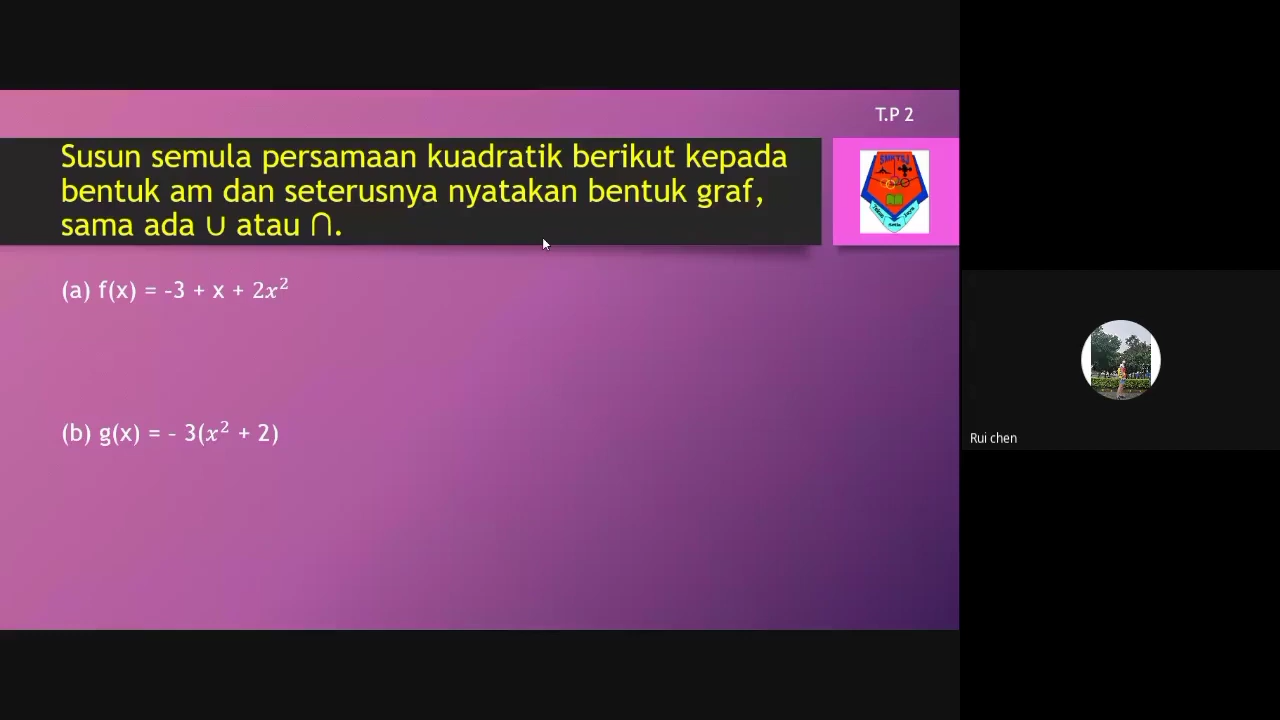 T.P 2
Susun semula persamaan kuadratik berikut kepada
bentuk am dan seterusnya nyatakan bentuk graf,
sama ada ∪ atau ∩.
(a) f(x) = -3 + x + 2x²
(b) g(x) = - 3(x² + 2)
Rui chen